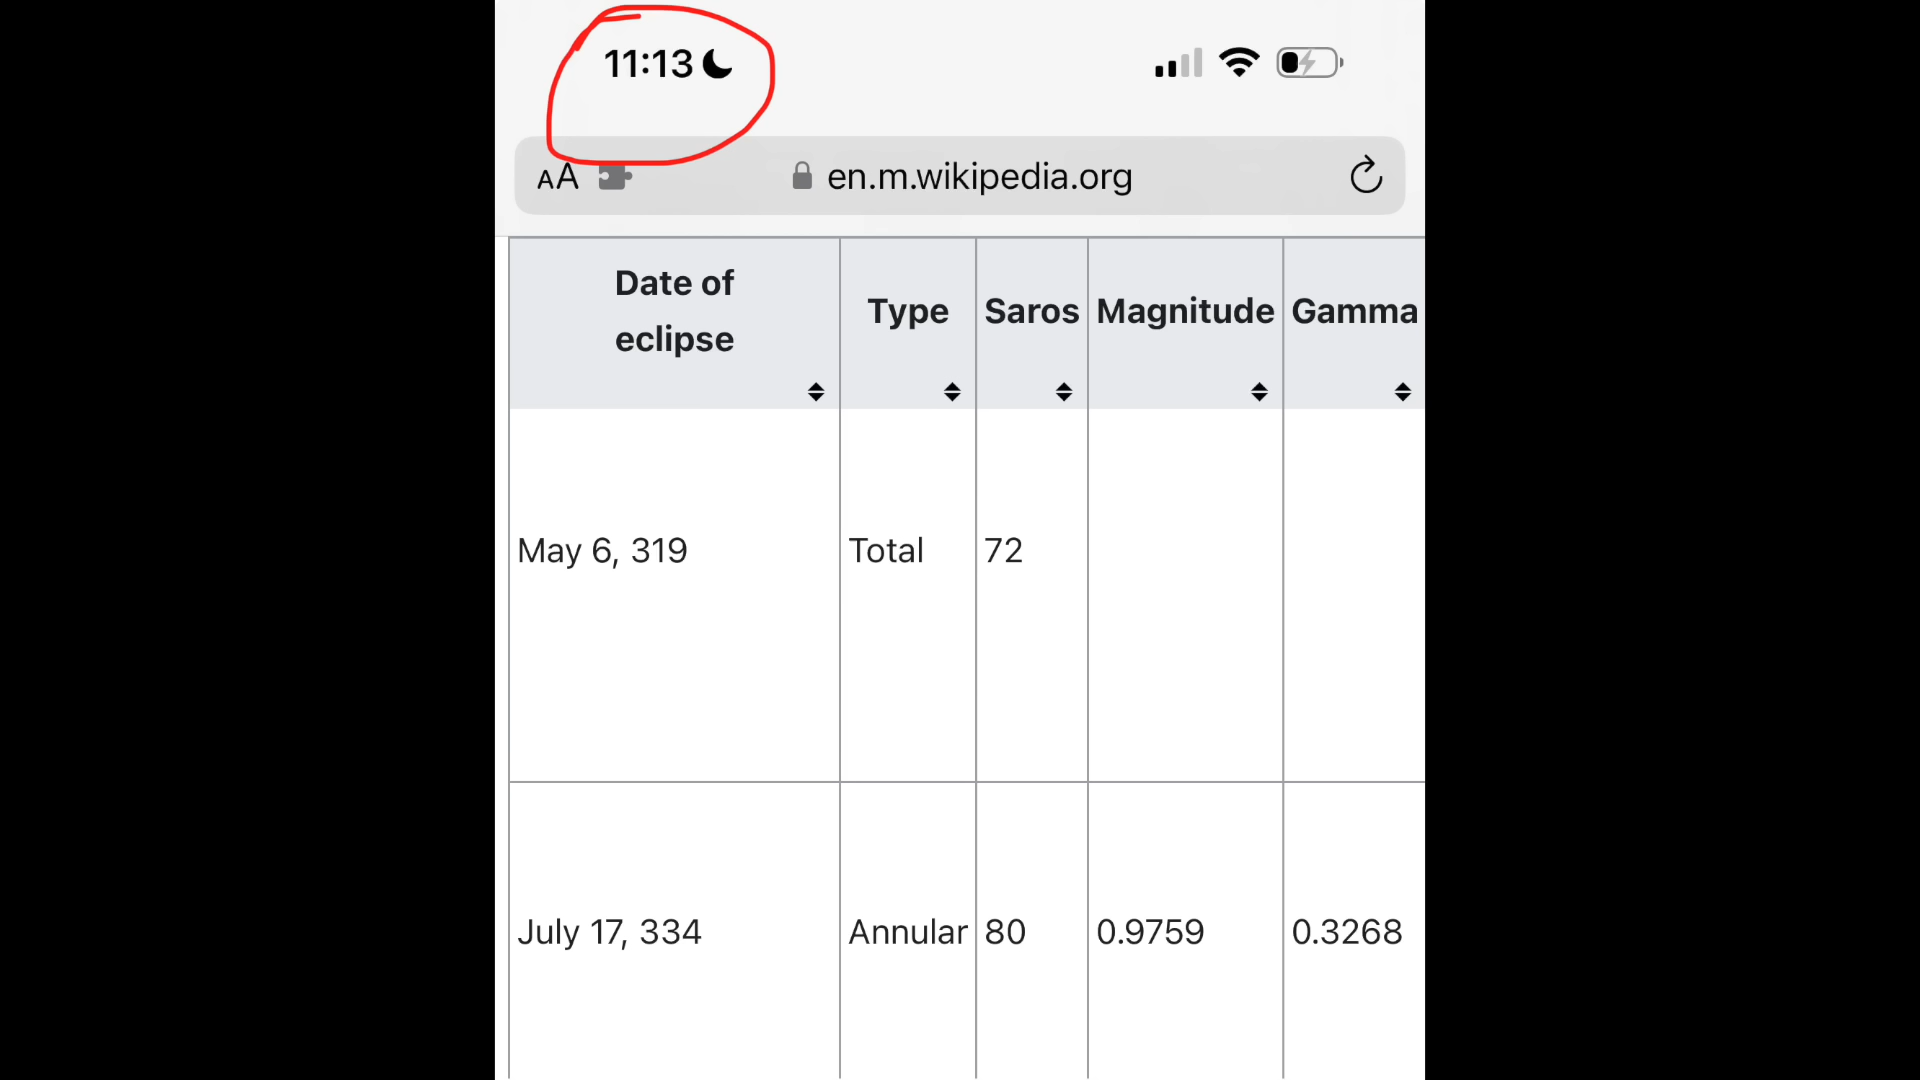 11:13
AA en.m.wikipedia.org
Date of
eclipse
Type
Saros
Magnitude
Gamma
May 6, 319 Total 72
July 17, 334 Annular 80 0.9759 0.3268